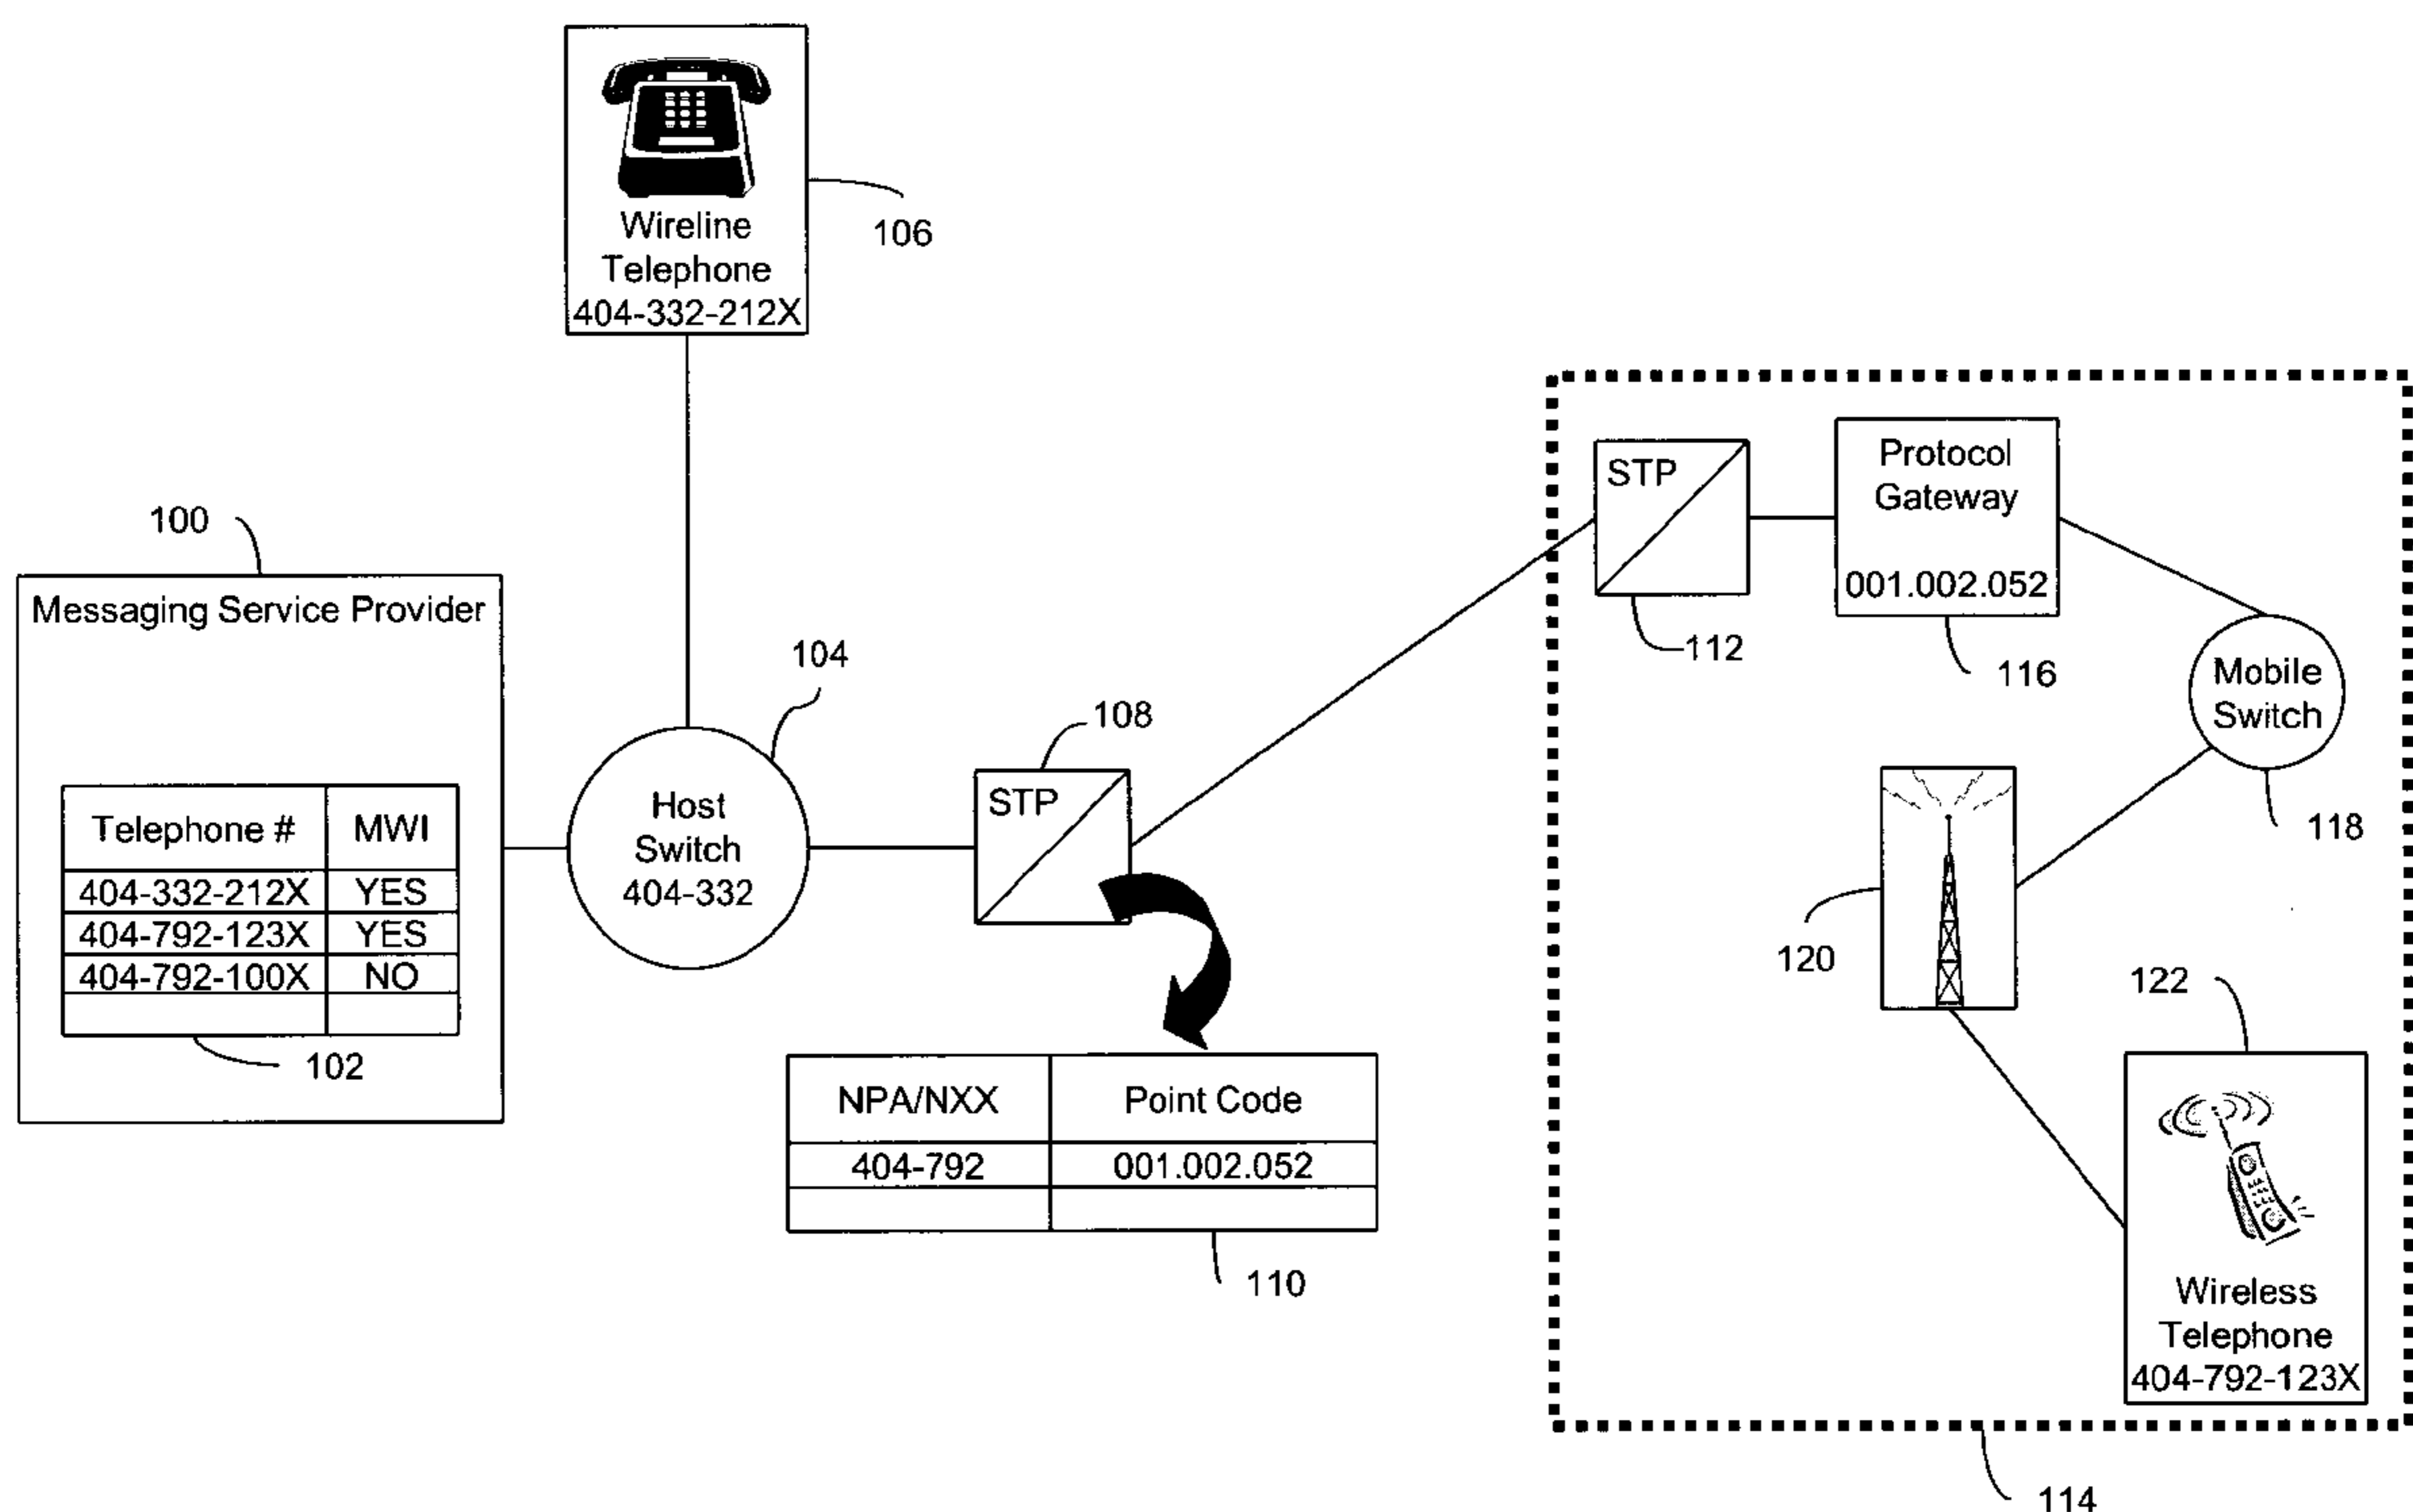 Wireline
Telephone
404-332-212X
106
100
Messaging Service Provider
Telephone # MWI
404-332-212X YES
404-792-123X YES
404-792-100X NO
102
104
Host
Switch
404-332
108
STP
NPA/NXX Point Code
404-792 001.002.052
110
STP
112
Protocol
Gateway
001.002.052
116
Mobile
Switch
118
120
122
Wireless
Telephone
404-792-123X
114